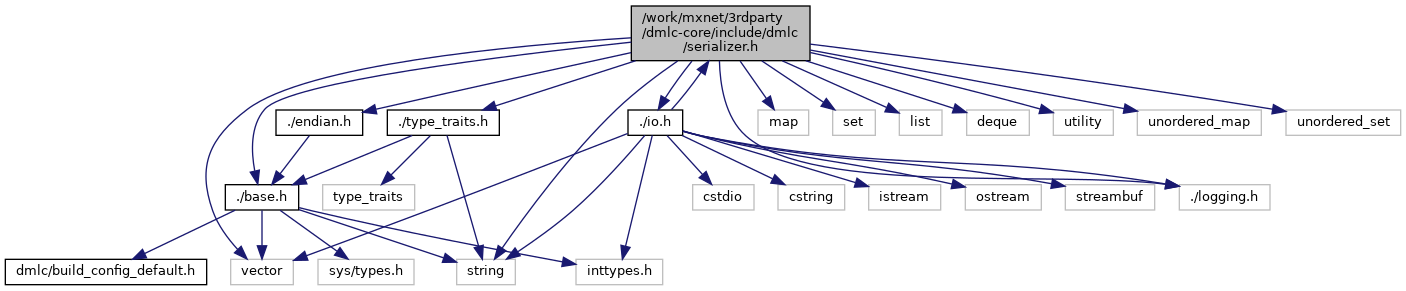 /work/mxnet/3rdparty
/dmlc-core/include/dmlc
/serializer.h
./endian.h
./type_traits.h
./io.h
map
set
list
deque
utility
unordered_map
unordered_set
./base.h
type_traits
cstdio
cstring
istream
ostream
streambuf
./logging.h
dmlc/build_config_default.h
vector
sys/types.h
string
inttypes.h